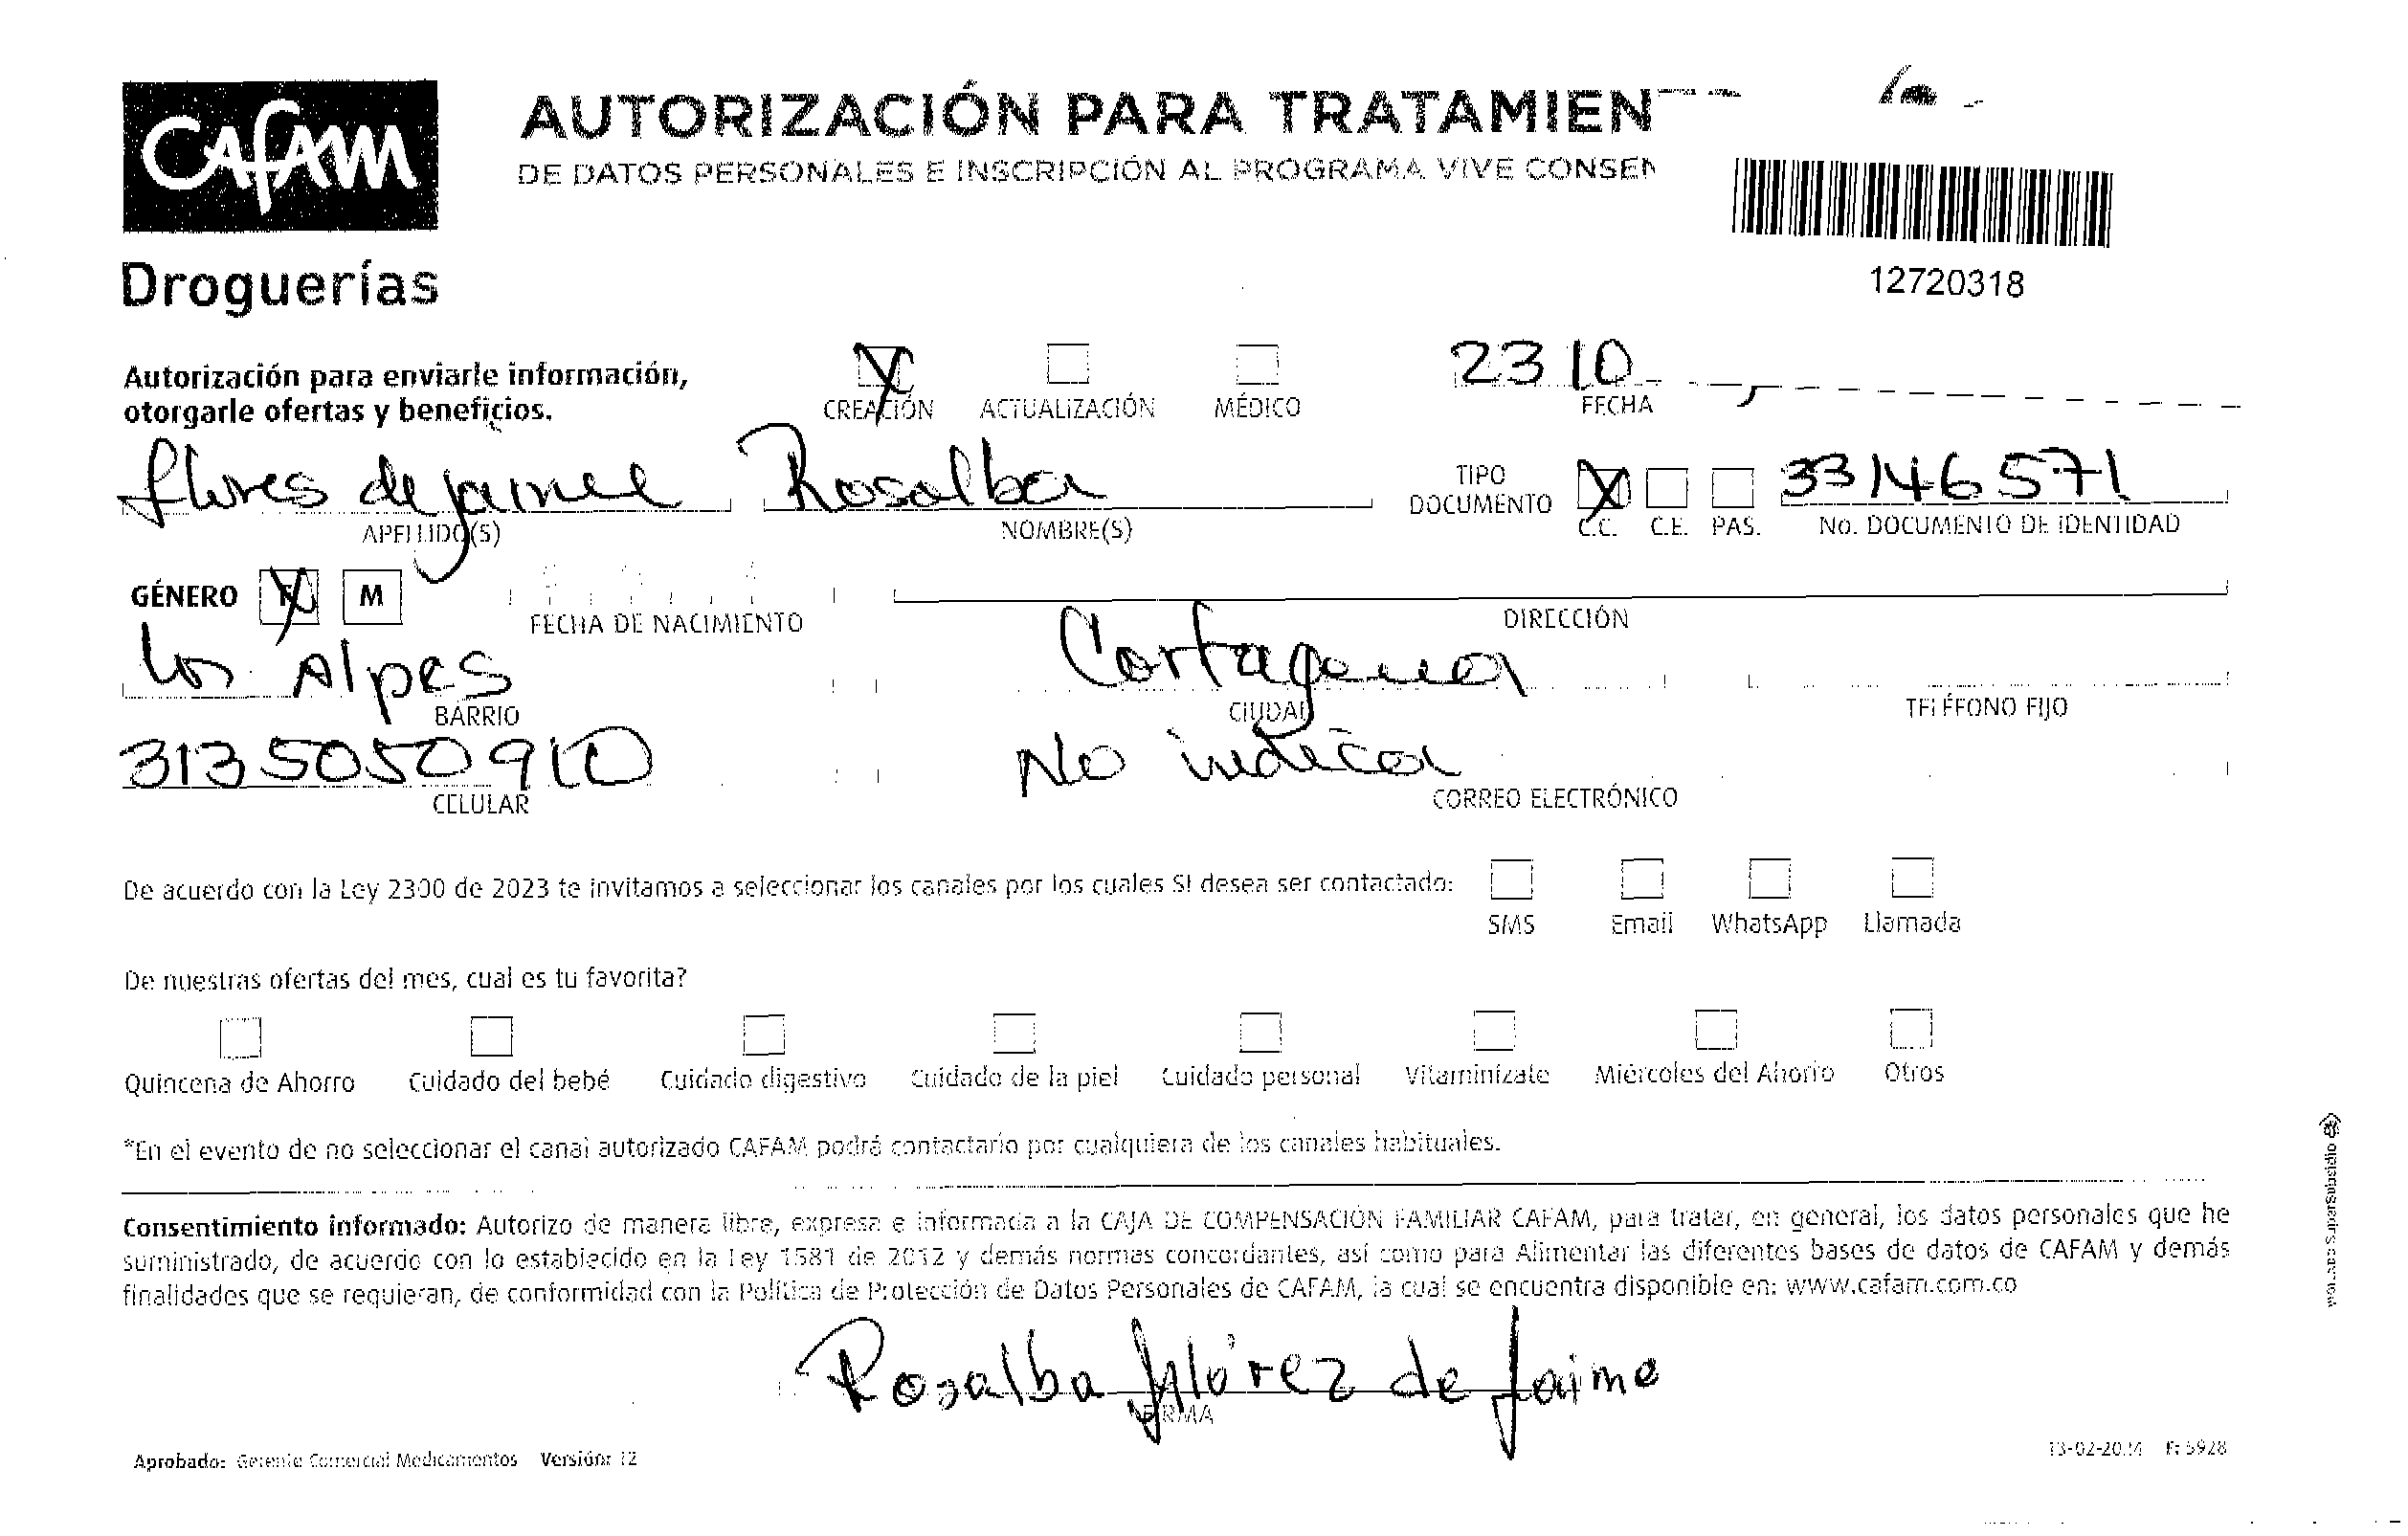 CAFAM
Droguerías
AUTORIZACIÓN PARA TRATAMIEN
DE DATOS PERSONALES E INSCRIPCIÓN AL PROGRAMA VIVE CONSEN
12720318
Autorización para enviarle información,
otorgarle ofertas y beneficios.
CREACIÓN ACTUALIZACIÓN MÉDICO
23 10
FECHA
flores de jaime Rosalba
APELLIDO(S) NOMBRE(S)
TIPO
DOCUMENTO
C.C. C.E. PAS.
33146571
No. DOCUMENTO DE IDENTIDAD
GÉNERO F M
FECHA DE NACIMIENTO
DIRECCIÓN
los Alpes Cartagena
BARRIO CIUDAD TELÉFONO FIJO
3135050910 No indica
CELULAR CORREO ELECTRÓNICO
De acuerdo con la Ley 2300 de 2023 te invitamos a seleccionar los canales por los cuales SI desea ser contactado:
SMS Email WhatsApp Llamada
De nuestras ofertas del mes, cual es tu favorita?
Quincena de Ahorro Cuidado del bebé Cuidado digestivo Cuidado de la piel Cuidado personal Vitaminízate Miércoles del Ahorro Otros
*En el evento de no seleccionar el canal autorizado CAFAM podrá contactarlo por cualquiera de los canales habituales.
Consentimiento informado: Autorizo de manera libre, expresa e informada a la CAJA DE COMPENSACIÓN FAMILIAR CAFAM, para tratar, en general, los datos personales que he
suministrado, de acuerdo con lo establecido en la Ley 1581 de 2012 y demás normas concordantes, así como para Alimentar las diferentes bases de datos de CAFAM y demás
finalidades que se requieran, de conformidad con la Política de Protección de Datos Personales de CAFAM, la cual se encuentra disponible en: www.cafam.com.co
Rosalba Flórez de Jaime
FIRMA
Aprobado: Gerente Comercial Medicamentos Versión: 12
13-02-2024 F: 5928
SuperSubsidio